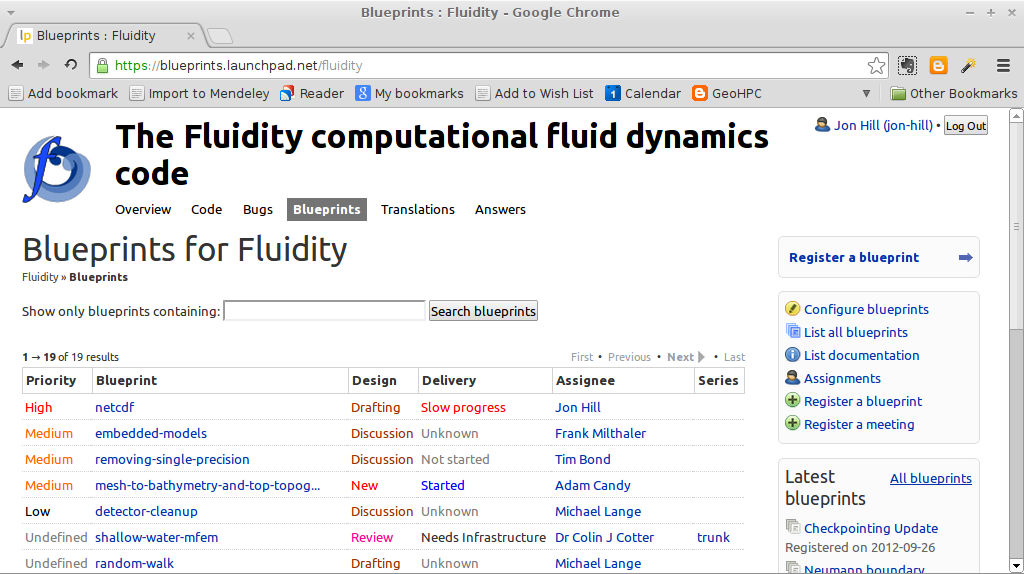 Blueprints : Fluidity - Google Chrome
lp Blueprints : Fluidity
https://blueprints.launchpad.net/fluidity
Add bookmark Import to Mendeley Reader 8 My bookmarks Add to Wish List 1 Calendar GeoHPC Other Bookmarks
The Fluidity computational fluid dynamics
code
Jon Hill (jon-hill) • Log Out
Overview Code Bugs Blueprints Translations Answers
Blueprints for Fluidity
Fluidity » Blueprints
Show only blueprints containing: Search blueprints
1 → 19 of 19 results First • Previous • Next • Last
Priority Blueprint Design Delivery Assignee Series
High netcdf Drafting Slow progress Jon Hill
Medium embedded-models Discussion Unknown Frank Milthaler
Medium removing-single-precision Discussion Not started Tim Bond
Medium mesh-to-bathymetry-and-top-topog... New Started Adam Candy
Low detector-cleanup Discussion Unknown Michael Lange
Undefined shallow-water-mfem Review Needs Infrastructure Dr Colin J Cotter trunk
Undefined random-walk Drafting Unknown Michael Lange
Register a blueprint
Configure blueprints
List all blueprints
List documentation
Assignments
Register a blueprint
Register a meeting
Latest
blueprints
All blueprints
Checkpointing Update
Registered on 2012-09-26
Neumann boundary